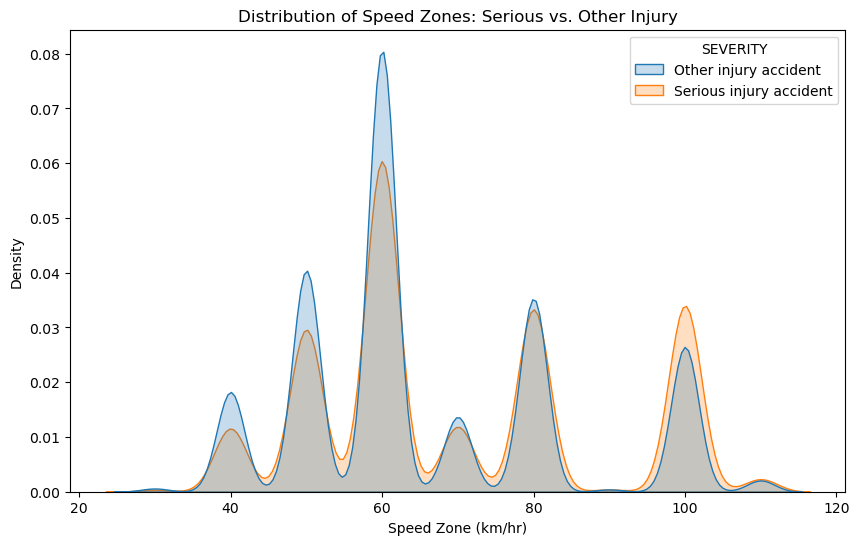 Distribution of Speed Zones: Serious vs. Other Injury
SEVERITY
Other injury accident
Serious injury accident
0.08
0.07
0.06
0.05
0.04
0.03
0.02
0.01
0.00
Density
20 40 60 80 100 120
Speed Zone (km/hr)